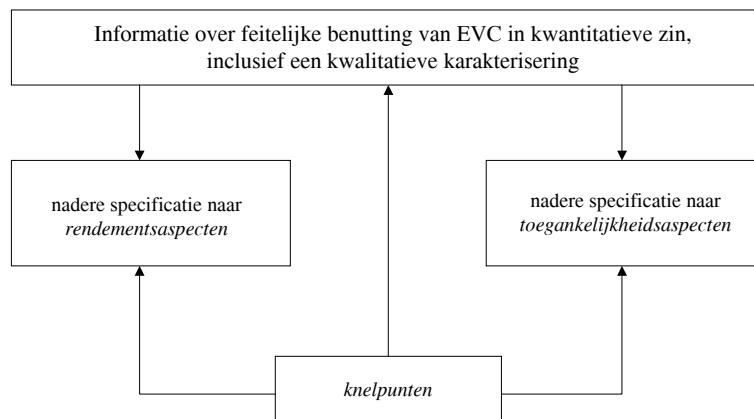 Informatie over feitelijke benutting van EVC in kwantitatieve zin,
inclusief een kwalitatieve karakterisering
nadere specificatie naar
rendementsaspecten
nadere specificatie naar
toegankelijkheidsaspecten
knelpunten